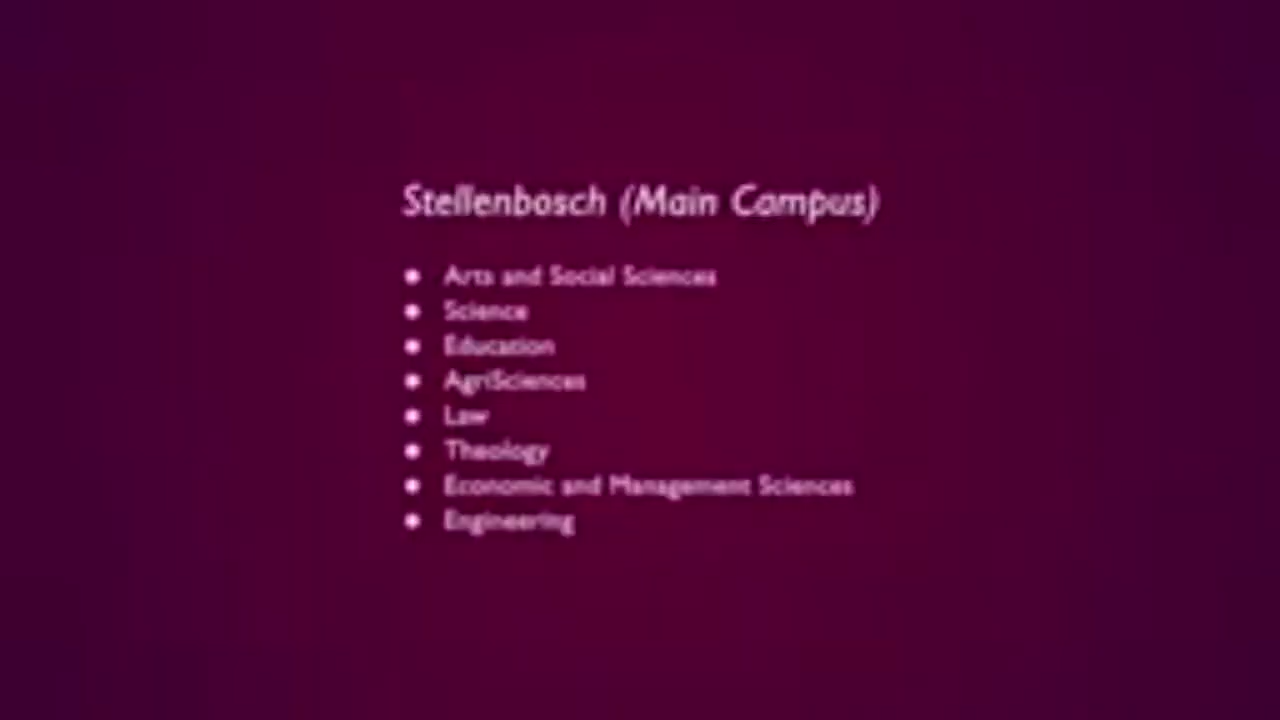 Stellenbosch (Main Campus)
● Arts and Social Sciences
● Science
● Education
● AgriSciences
● Law
● Theology
● Economic and Management Sciences
● Engineering